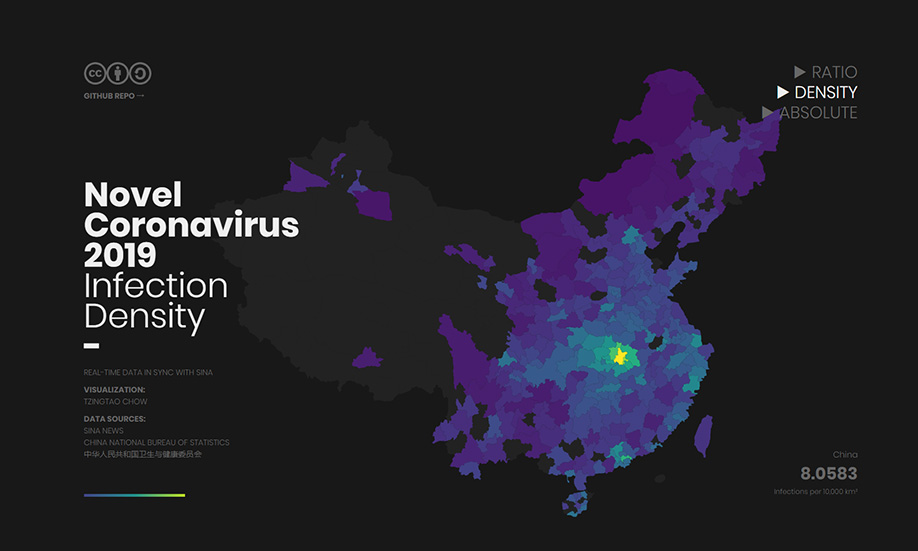 cc
GITHUB REPO →
▶ RATIO
▶ DENSITY
▶ ABSOLUTE
Novel
Coronavirus
2019
Infection
Density
REAL-TIME DATA IN SYNC WITH SINA
VISUALIZATION:
TZINGTAO CHOW
DATA SOURCES:
SINA NEWS
CHINA NATIONAL BUREAU OF STATISTICS
中华人民共和国卫生与健康委员会
China
8.0583
Infections per 10,000 km²